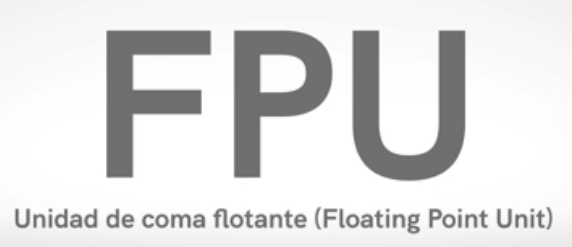 FPU
Unidad de coma flotante (Floating Point Unit)